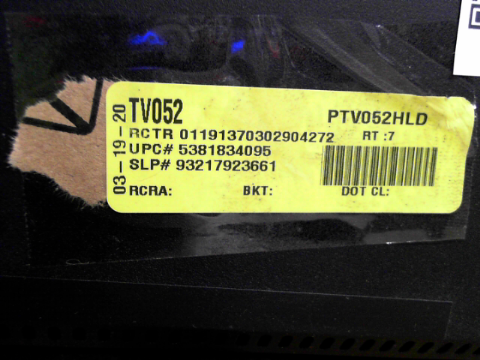 03-19-20
TV052 PTV052HLD
RCTR 01191370302904272 RT :7
UPC# 5381834095
SLP# 93217923661
RCRA: BKT: DOT CL: